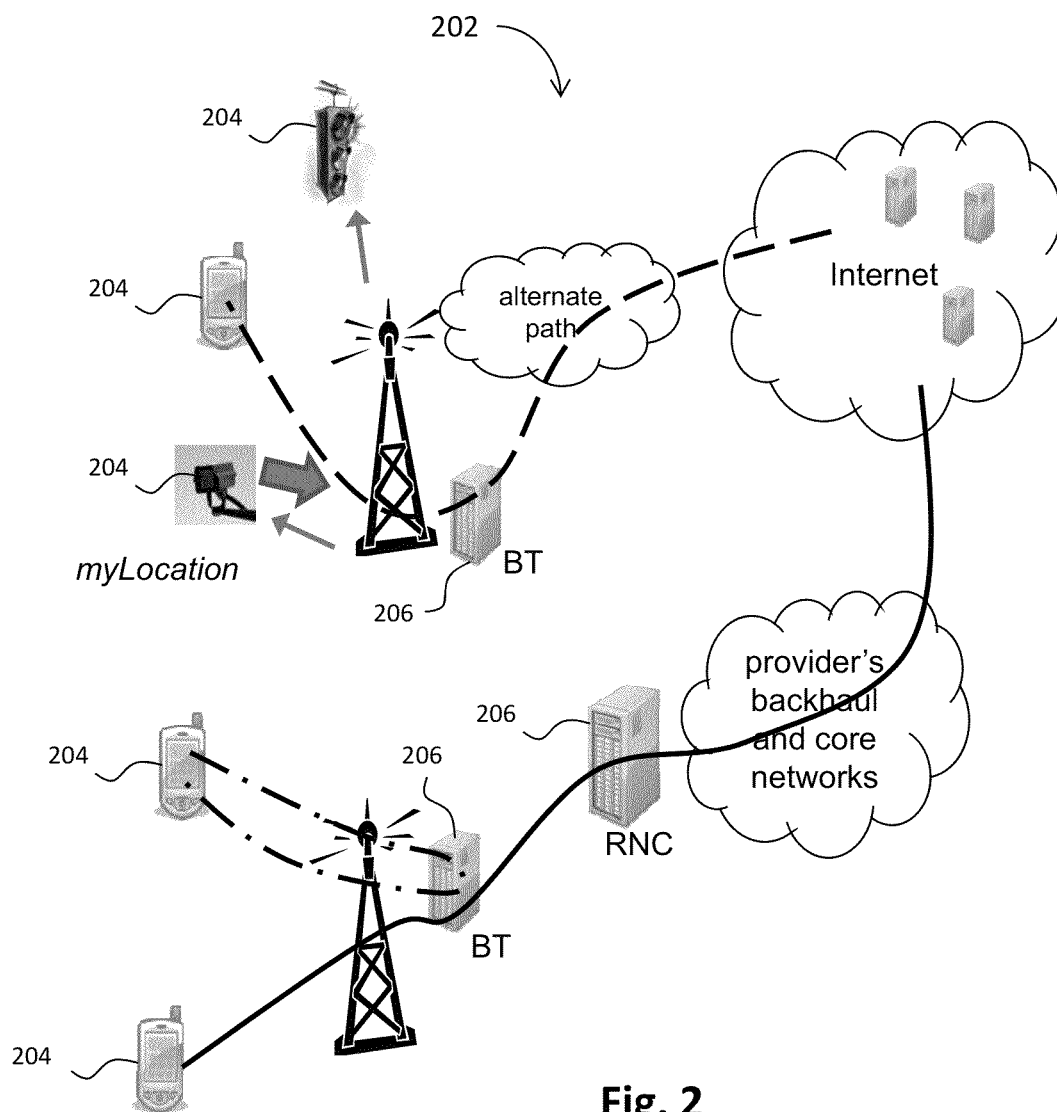 202
204
204
alternate
path
Internet
204
myLocation
BT
206
provider's
backhaul
and core
networks
206
204
206
RNC
BT
204
Fig. 2